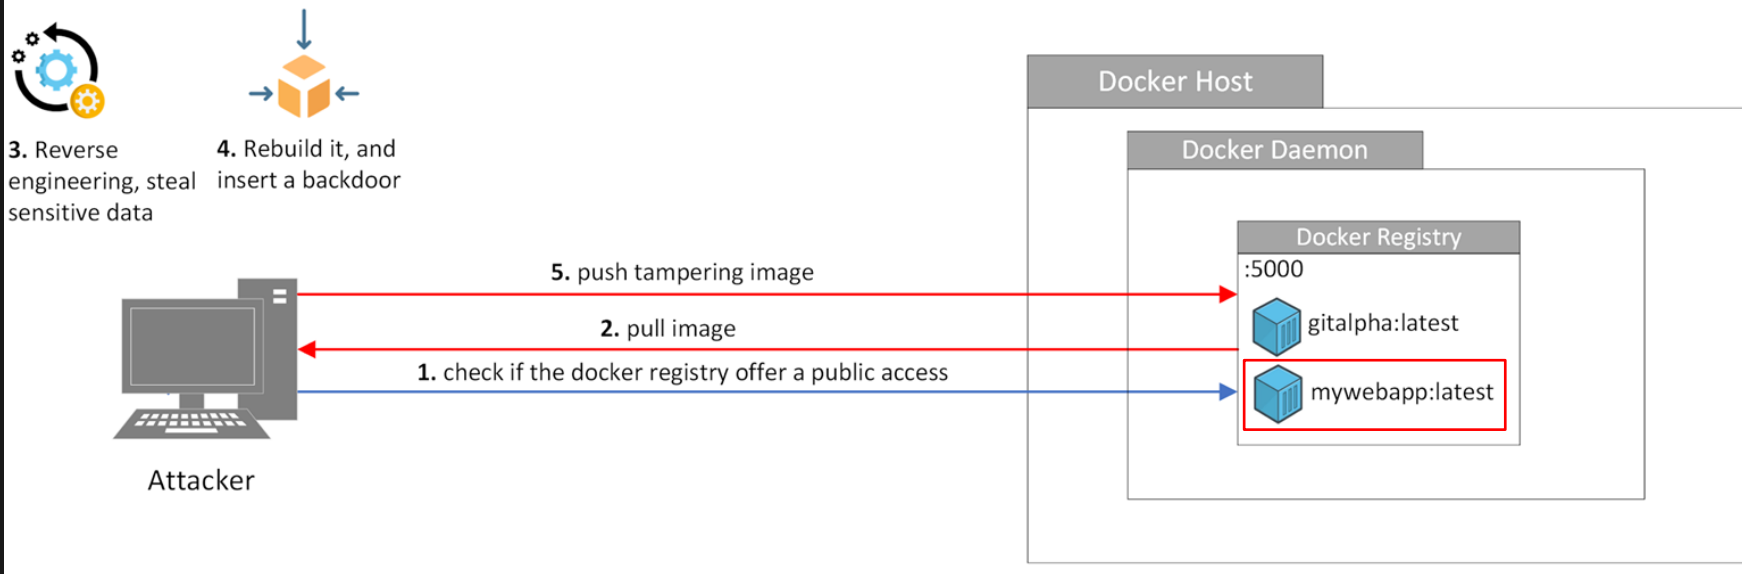 3. Reverse
engineering, steal
sensitive data
4. Rebuild it, and
insert a backdoor
Docker Host
Docker Daemon
Docker Registry
:5000
5. push tampering image
gitalpha:latest
2. pull image
1. check if the docker registry offer a public access
mywebapp:latest
Attacker